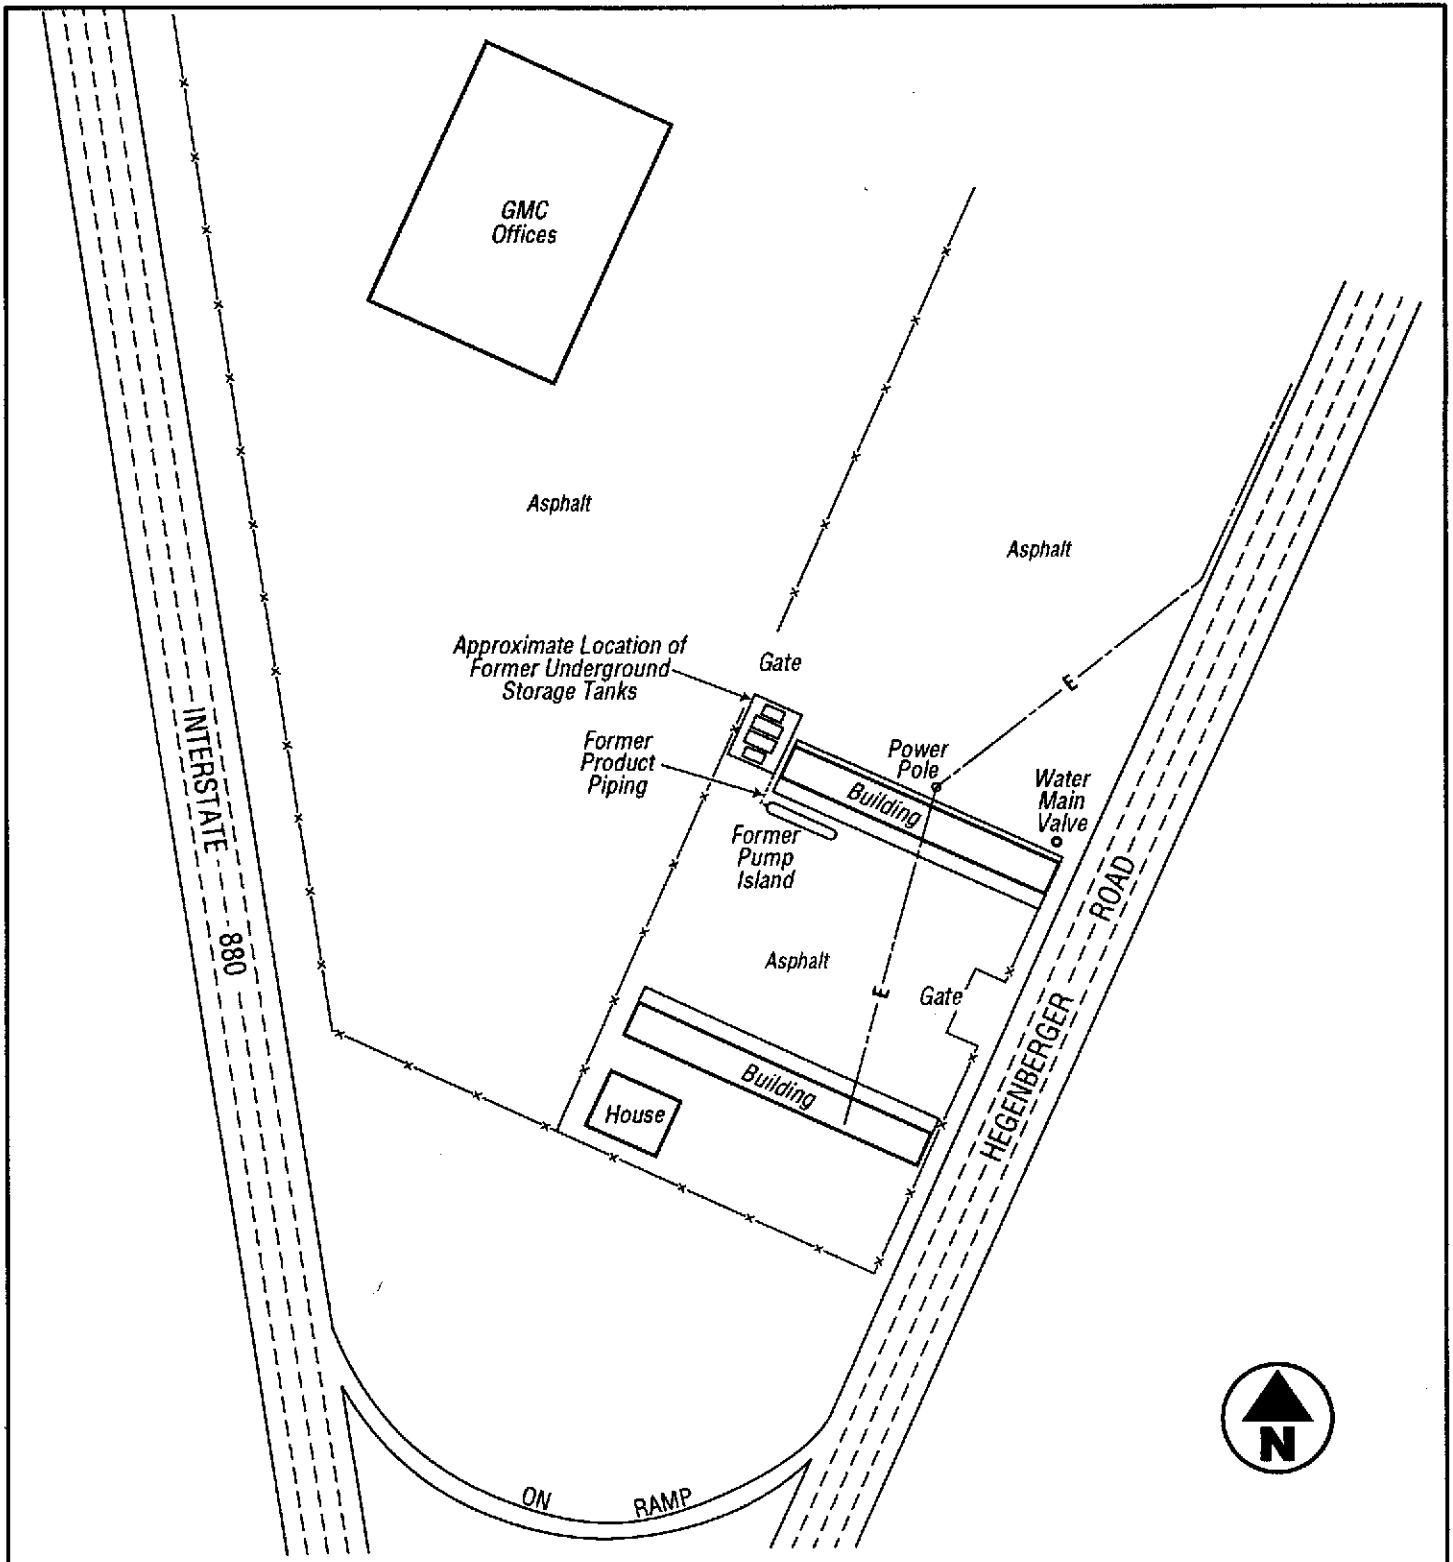 GMC
Offices
Asphalt
Asphalt
Approximate Location of
Former Underground
Storage Tanks
Gate
Former
Product
Piping
Power
Pole
Building
Water
Main
Valve
E
Former
Pump
Island
INTERSTATE
880
Asphalt
E
Gate
HEGENBERGER
ROAD
Building
House
ON
RAMP
N